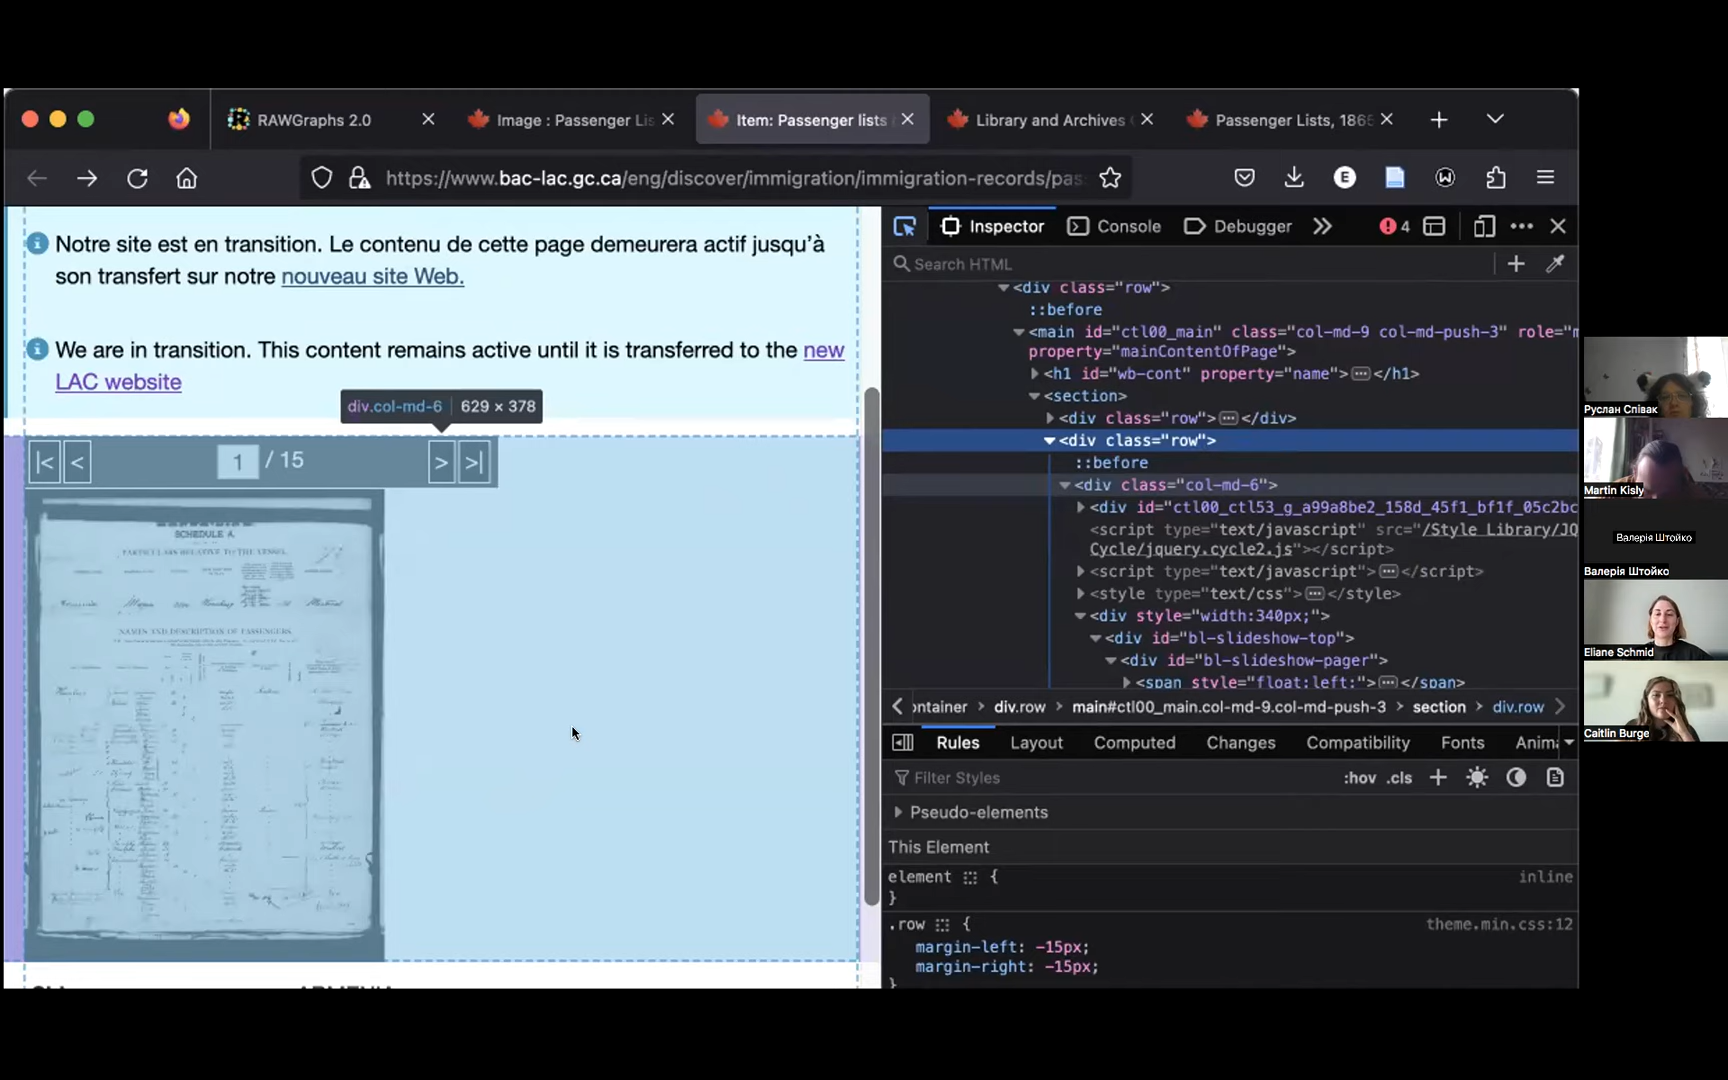 RAWGraphs 2.0
Image : Passenger Lis
Item: Passenger lists
Library and Archives
Passenger Lists, 1865
https://www.bac-lac.gc.ca/eng/discover/immigration/immigration-records/pas
E
W
Notre site est en transition. Le contenu de cette page demeurera actif jusqu'à
son transfert sur notre nouveau site Web.
We are in transition. This content remains active until it is transferred to the new
LAC website
div.col-md-6 629 × 378
|< < 1 / 15 > >|
SCHEDULE A.
PARTICULARS RELATIVE TO THE VESSEL
NAMES AND DESCRIPTION OF PASSENGERS.
Inspector
Console
Debugger
4
Search HTML
<div class="row">
::before
<main id="ctl00_main" class="col-md-9 col-md-push-3" role="m
property="mainContentOfPage">
<h1 id="wb-cont" property="name"> </h1>
<section>
<div class="row"> </div>
<div class="row">
::before
<div class="col-md-6">
<div id="ctl00_ctl53_g_a99a8be2_158d_45f1_bf1f_05c2bc
<script type="text/javascript" src="/Style Library/JQ
Cycle/jquery.cycle2.js"></script>
<script type="text/javascript"> </script>
<style type="text/css"> </style>
<div style="width:340px;">
<div id="bl-slideshow-top">
<div id="bl-slideshow-pager">
<span style="float:left;"> </span>
ontainer > div.row > main#ctl00_main.col-md-9.col-md-push-3 > section > div.row
Rules
Layout
Computed
Changes
Compatibility
Fonts
Anima
Filter Styles
:hov .cls
Pseudo-elements
This Element
element {
inline
}
.row {
theme.min.css:12
margin-left: -15px;
margin-right: -15px;
}
Руслан Співак
Martin Kisly
Валерія Штойко
Валерія Штойко
Eliane Schmid
Caitlin Burge